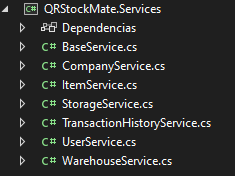 C# QRStockMate.Services
Dependencias
C# BaseService.cs
C# CompanyService.cs
C# ItemService.cs
C# StorageService.cs
C# TransactionHistoryService.cs
C# UserService.cs
C# WarehouseService.cs